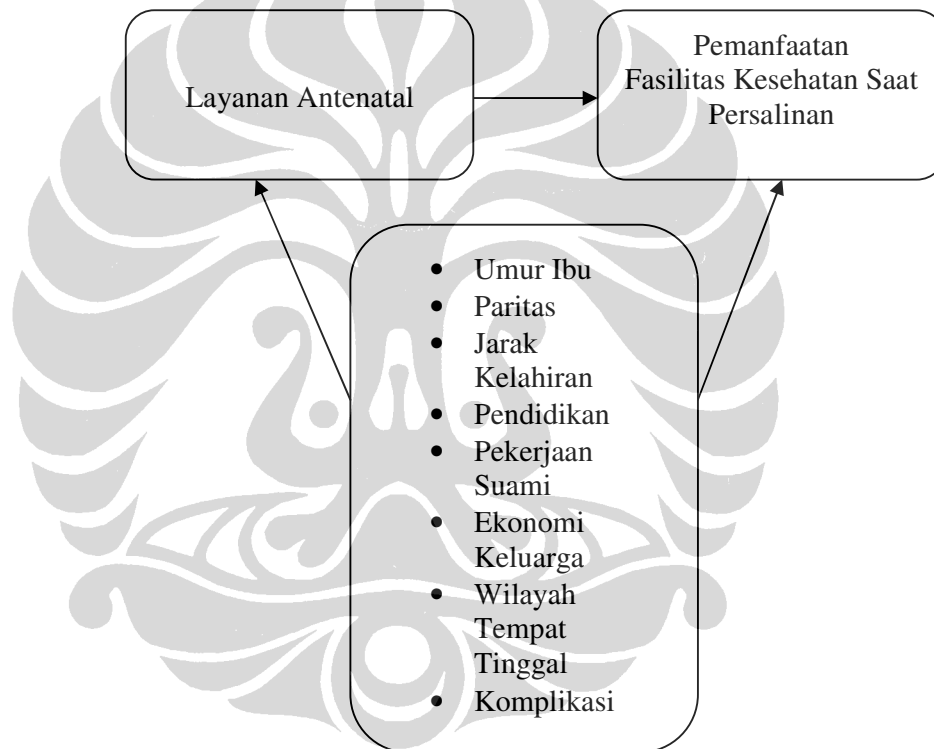 Layanan Antenatal
Pemanfaatan
Fasilitas Kesehatan Saat
Persalinan
• Umur Ibu
• Paritas
• Jarak
Kelahiran
• Pendidikan
• Pekerjaan
Suami
• Ekonomi
Keluarga
• Wilayah
Tempat
Tinggal
• Komplikasi